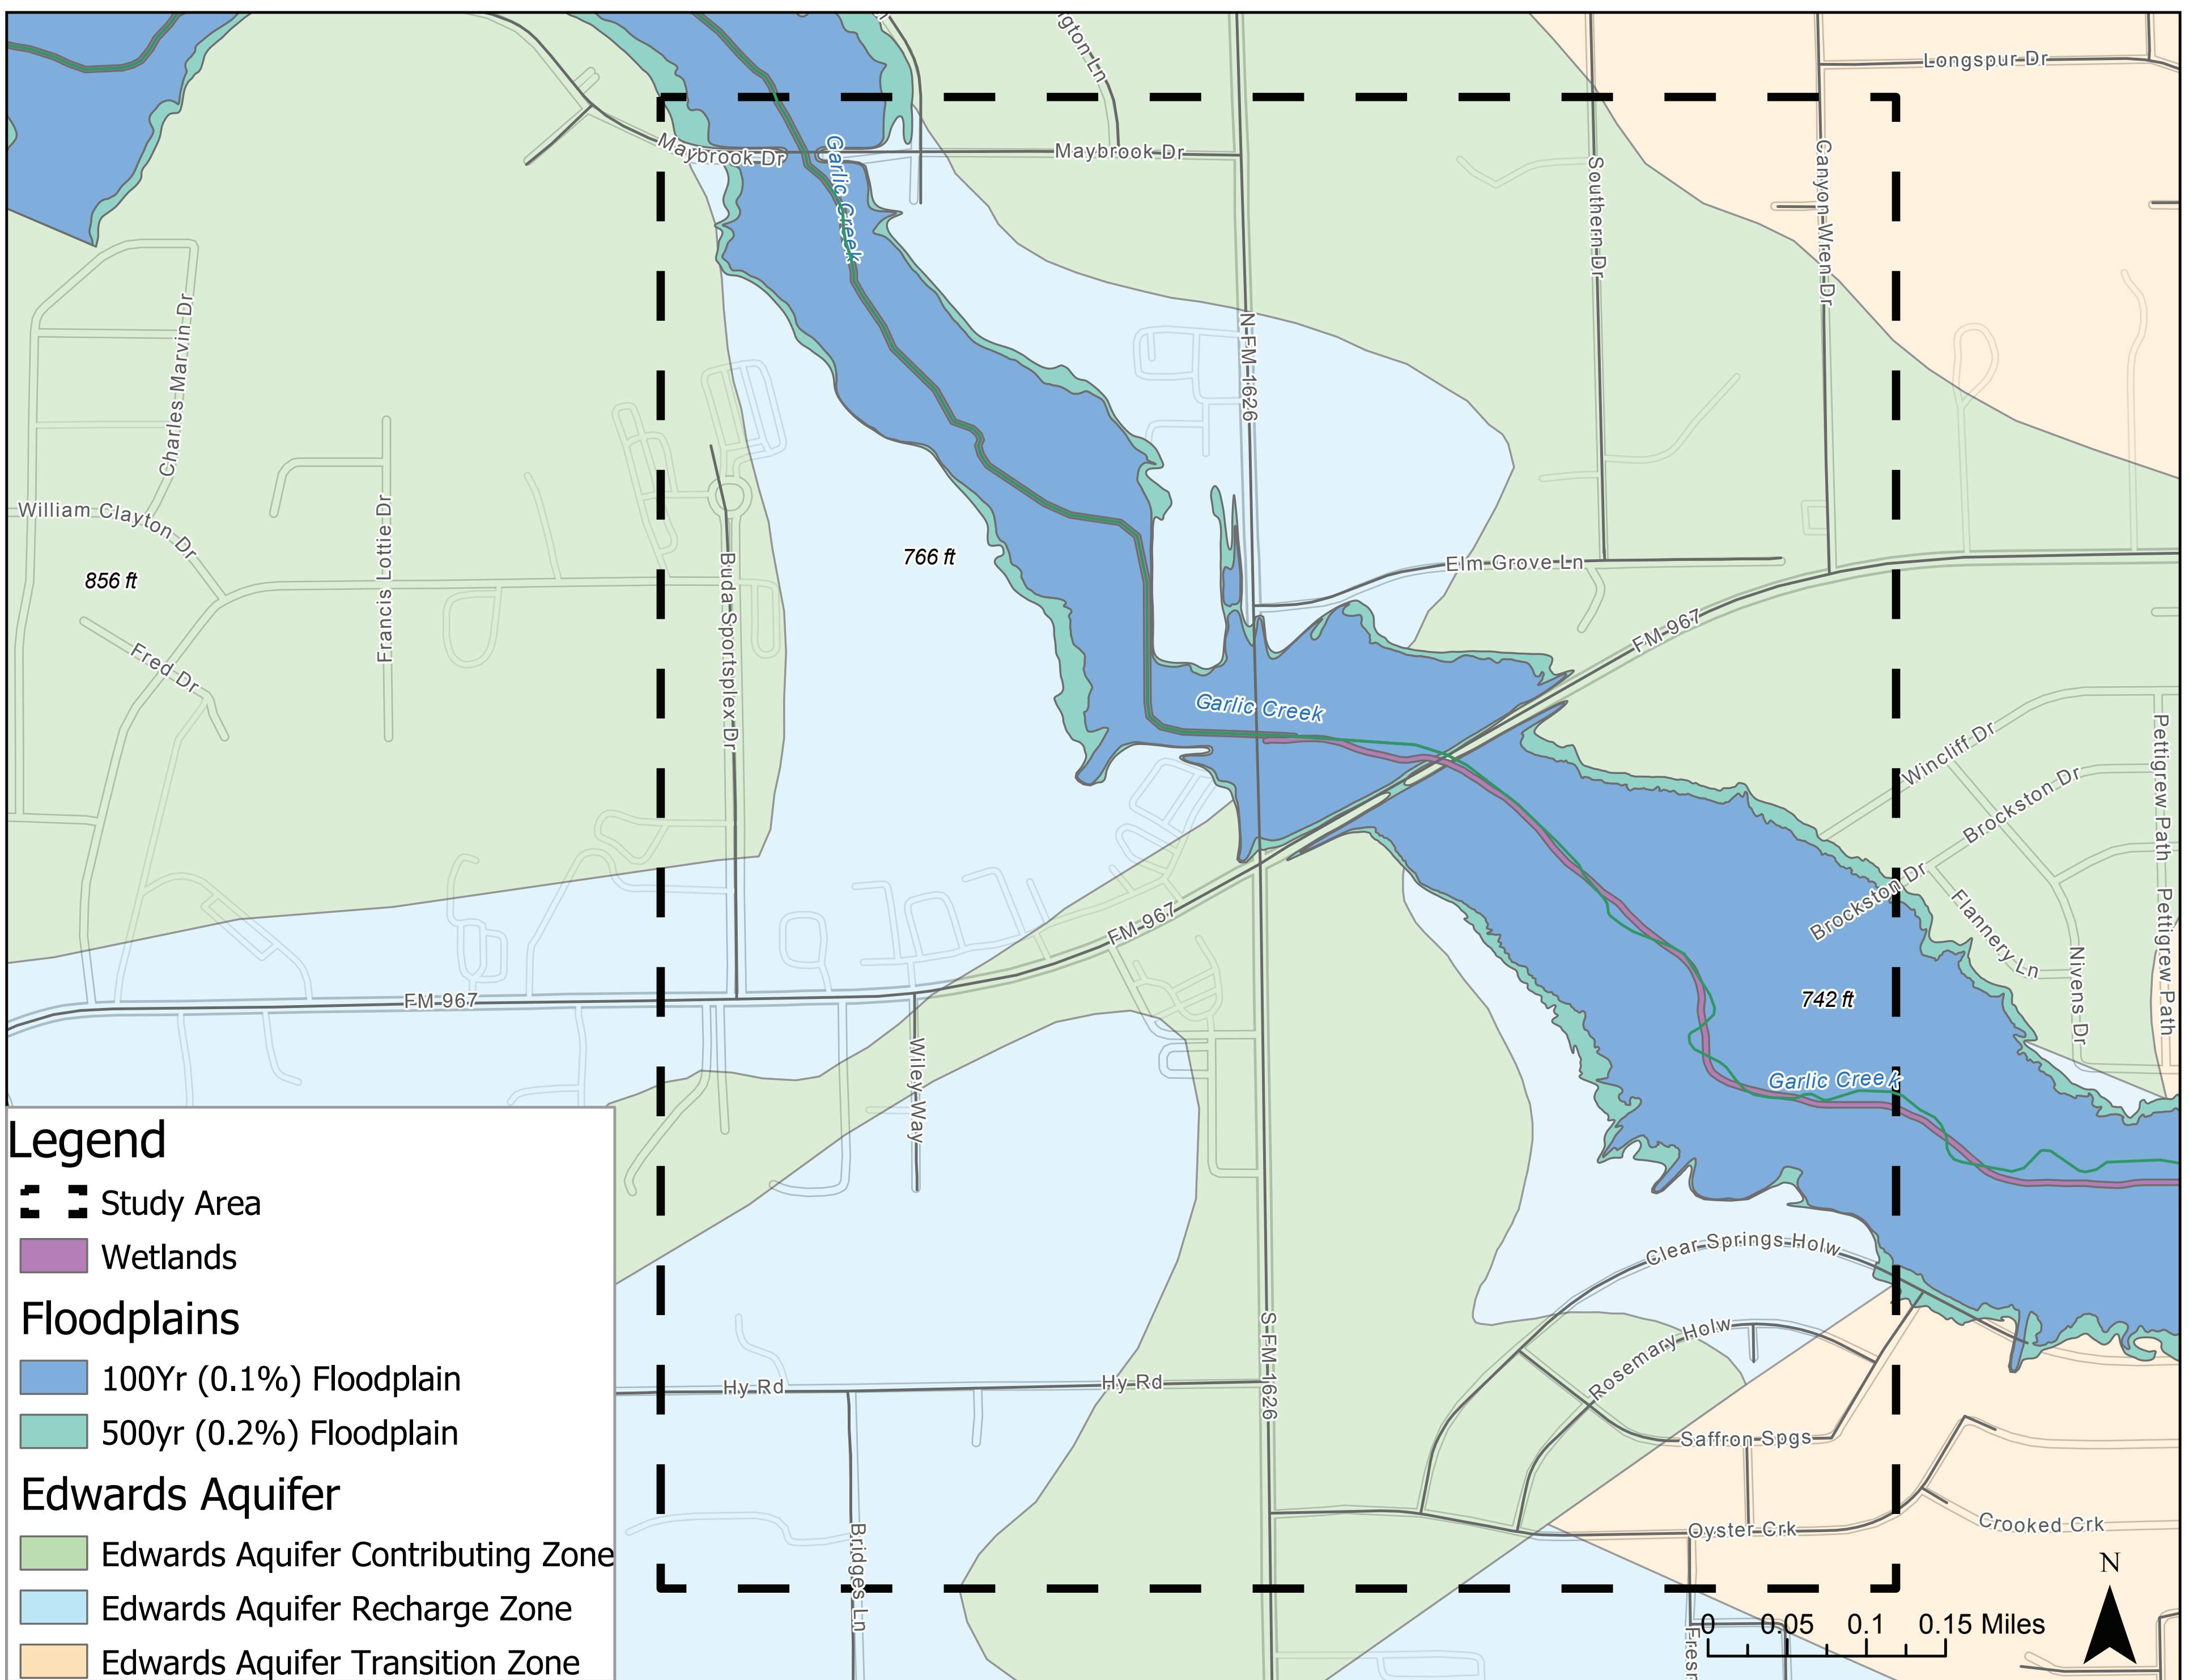 ngton Ln
Longspur Dr
Maybrook Dr
Maybrook Dr
Garlic Creek
Southern Dr
Canyon Wren Dr
Charles Marvin Dr
N FM 1626
William Clayton Dr
Francis Lottie Dr
766 ft
856 ft
Elm Grove Ln
Buda Sportsplex Dr
FM 967
Fred Dr
Garlic Creek
Wincliff Dr
Pettigrew Path
Brockston Dr
Brockston Dr
Flannery Ln
Pettigrew Path
FM 967
FM 967
742 ft
Nivens Dr
Wiley Way
Garlic Creek
Clear Springs Holw
S FM 1626
Rosemary Holw
Hy Rd
Hy Rd
Saffron Spgs
Oyster Crk
Crooked Crk
Bridges Ln
Fresn
Legend
Study Area
Wetlands
Floodplains
100Yr (0.1%) Floodplain
500yr (0.2%) Floodplain
Edwards Aquifer
Edwards Aquifer Contributing Zone
Edwards Aquifer Recharge Zone
Edwards Aquifer Transition Zone
N
0 0.05 0.1 0.15 Miles